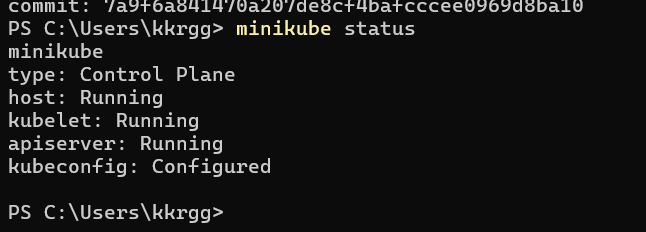 commit: 7a9f6a841470a207de8cf4bafcccee0969d8ba10
PS C:\Users\kkrgg> minikube status
minikube
type: Control Plane
host: Running
kubelet: Running
apiserver: Running
kubeconfig: Configured
PS C:\Users\kkrgg>